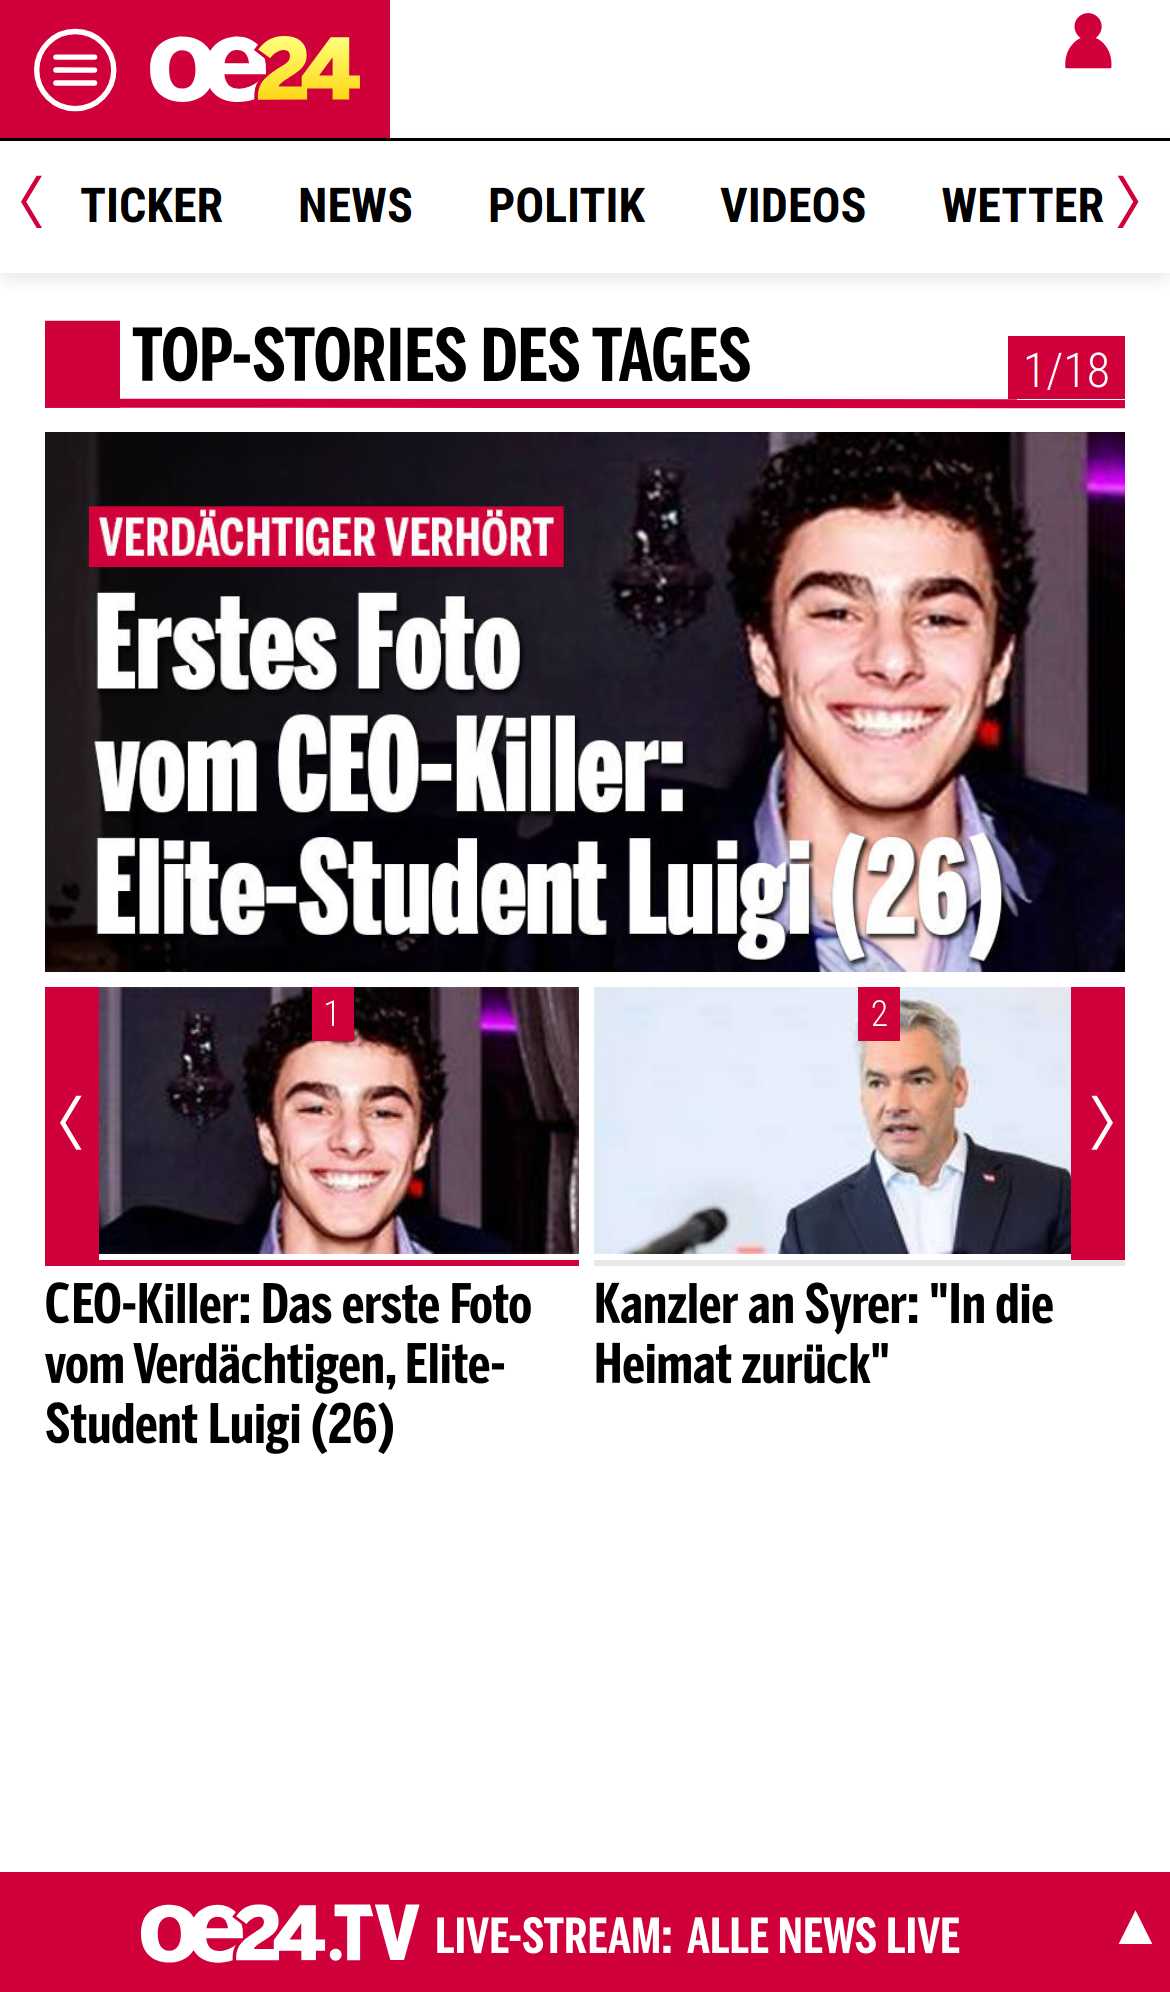 oe24
TICKER NEWS POLITIK VIDEOS WETTER
TOP-STORIES DES TAGES
1/18
VERDÄCHTIGER VERHÖRT
Erstes Foto
vom CEO-Killer:
Elite-Student Luigi (26)
1
CEO-Killer: Das erste Foto
vom Verdächtigen, Elite-
Student Luigi (26)
2
Kanzler an Syrer: "In die
Heimat zurück"
oe24.TV LIVE-STREAM: ALLE NEWS LIVE